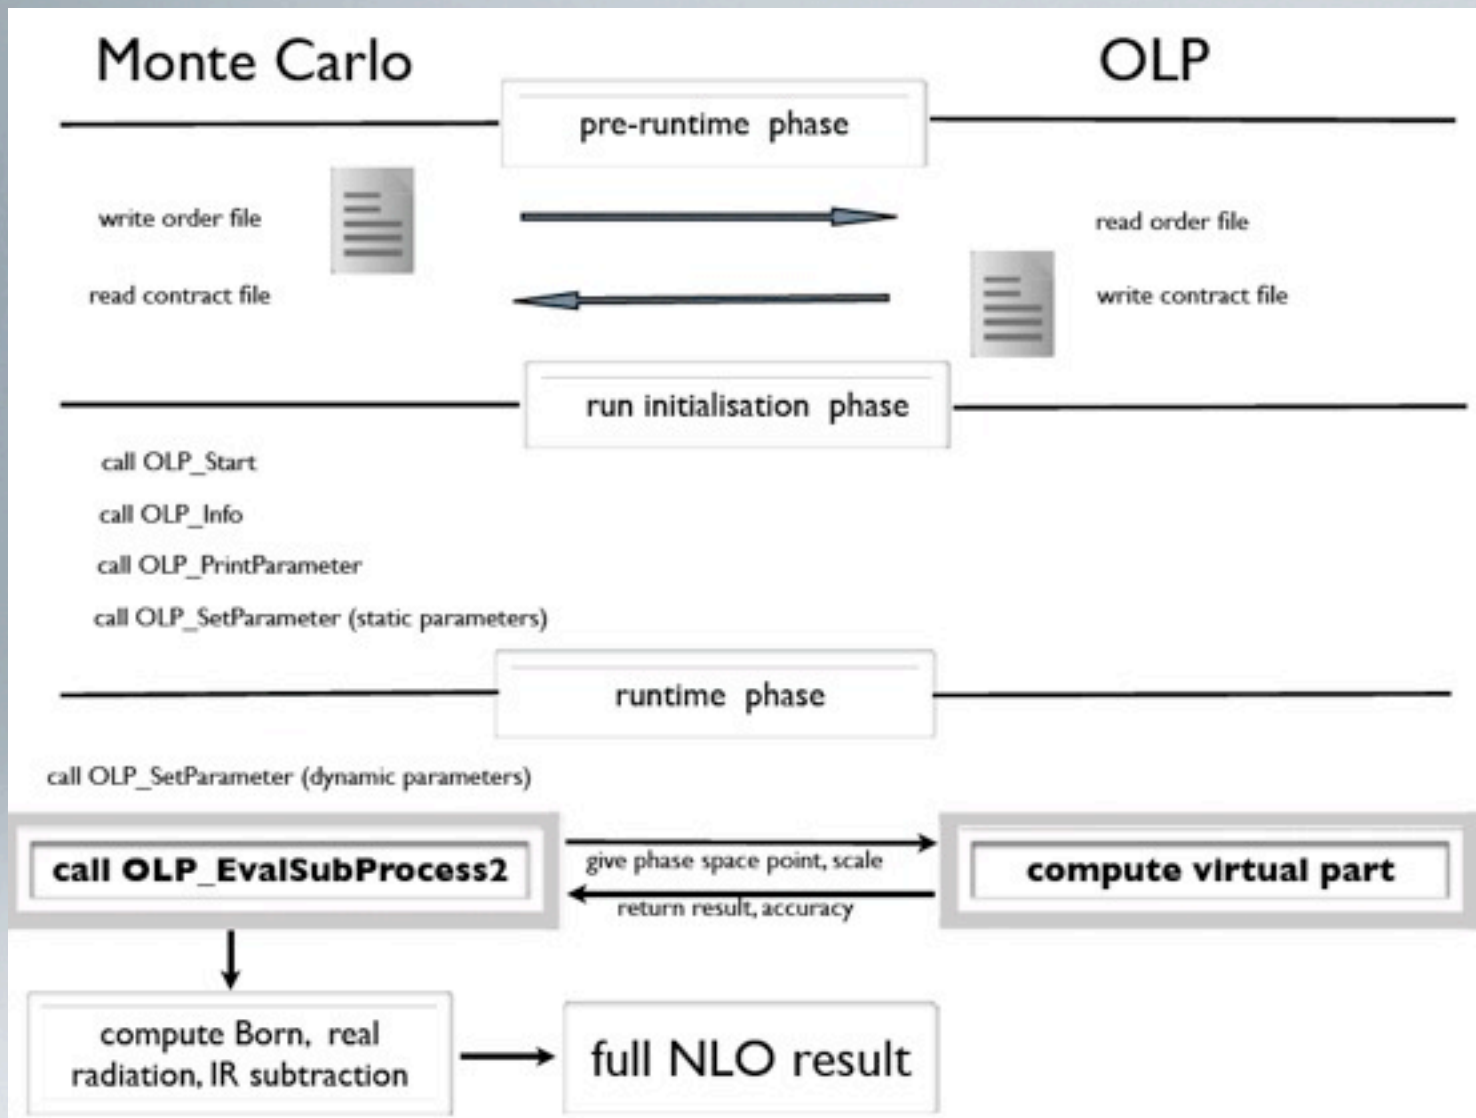 Monte Carlo
OLP
pre-runtime phase
write order file
read order file
read contract file
write contract file
run initialisation phase
call OLP_Start
call OLP_Info
call OLP_PrintParameter
call OLP_SetParameter (static parameters)
runtime phase
call OLP_SetParameter (dynamic parameters)
call OLP_EvalSubProcess2
give phase space point, scale
return result, accuracy
compute virtual part
compute Born, real
radiation, IR subtraction
full NLO result